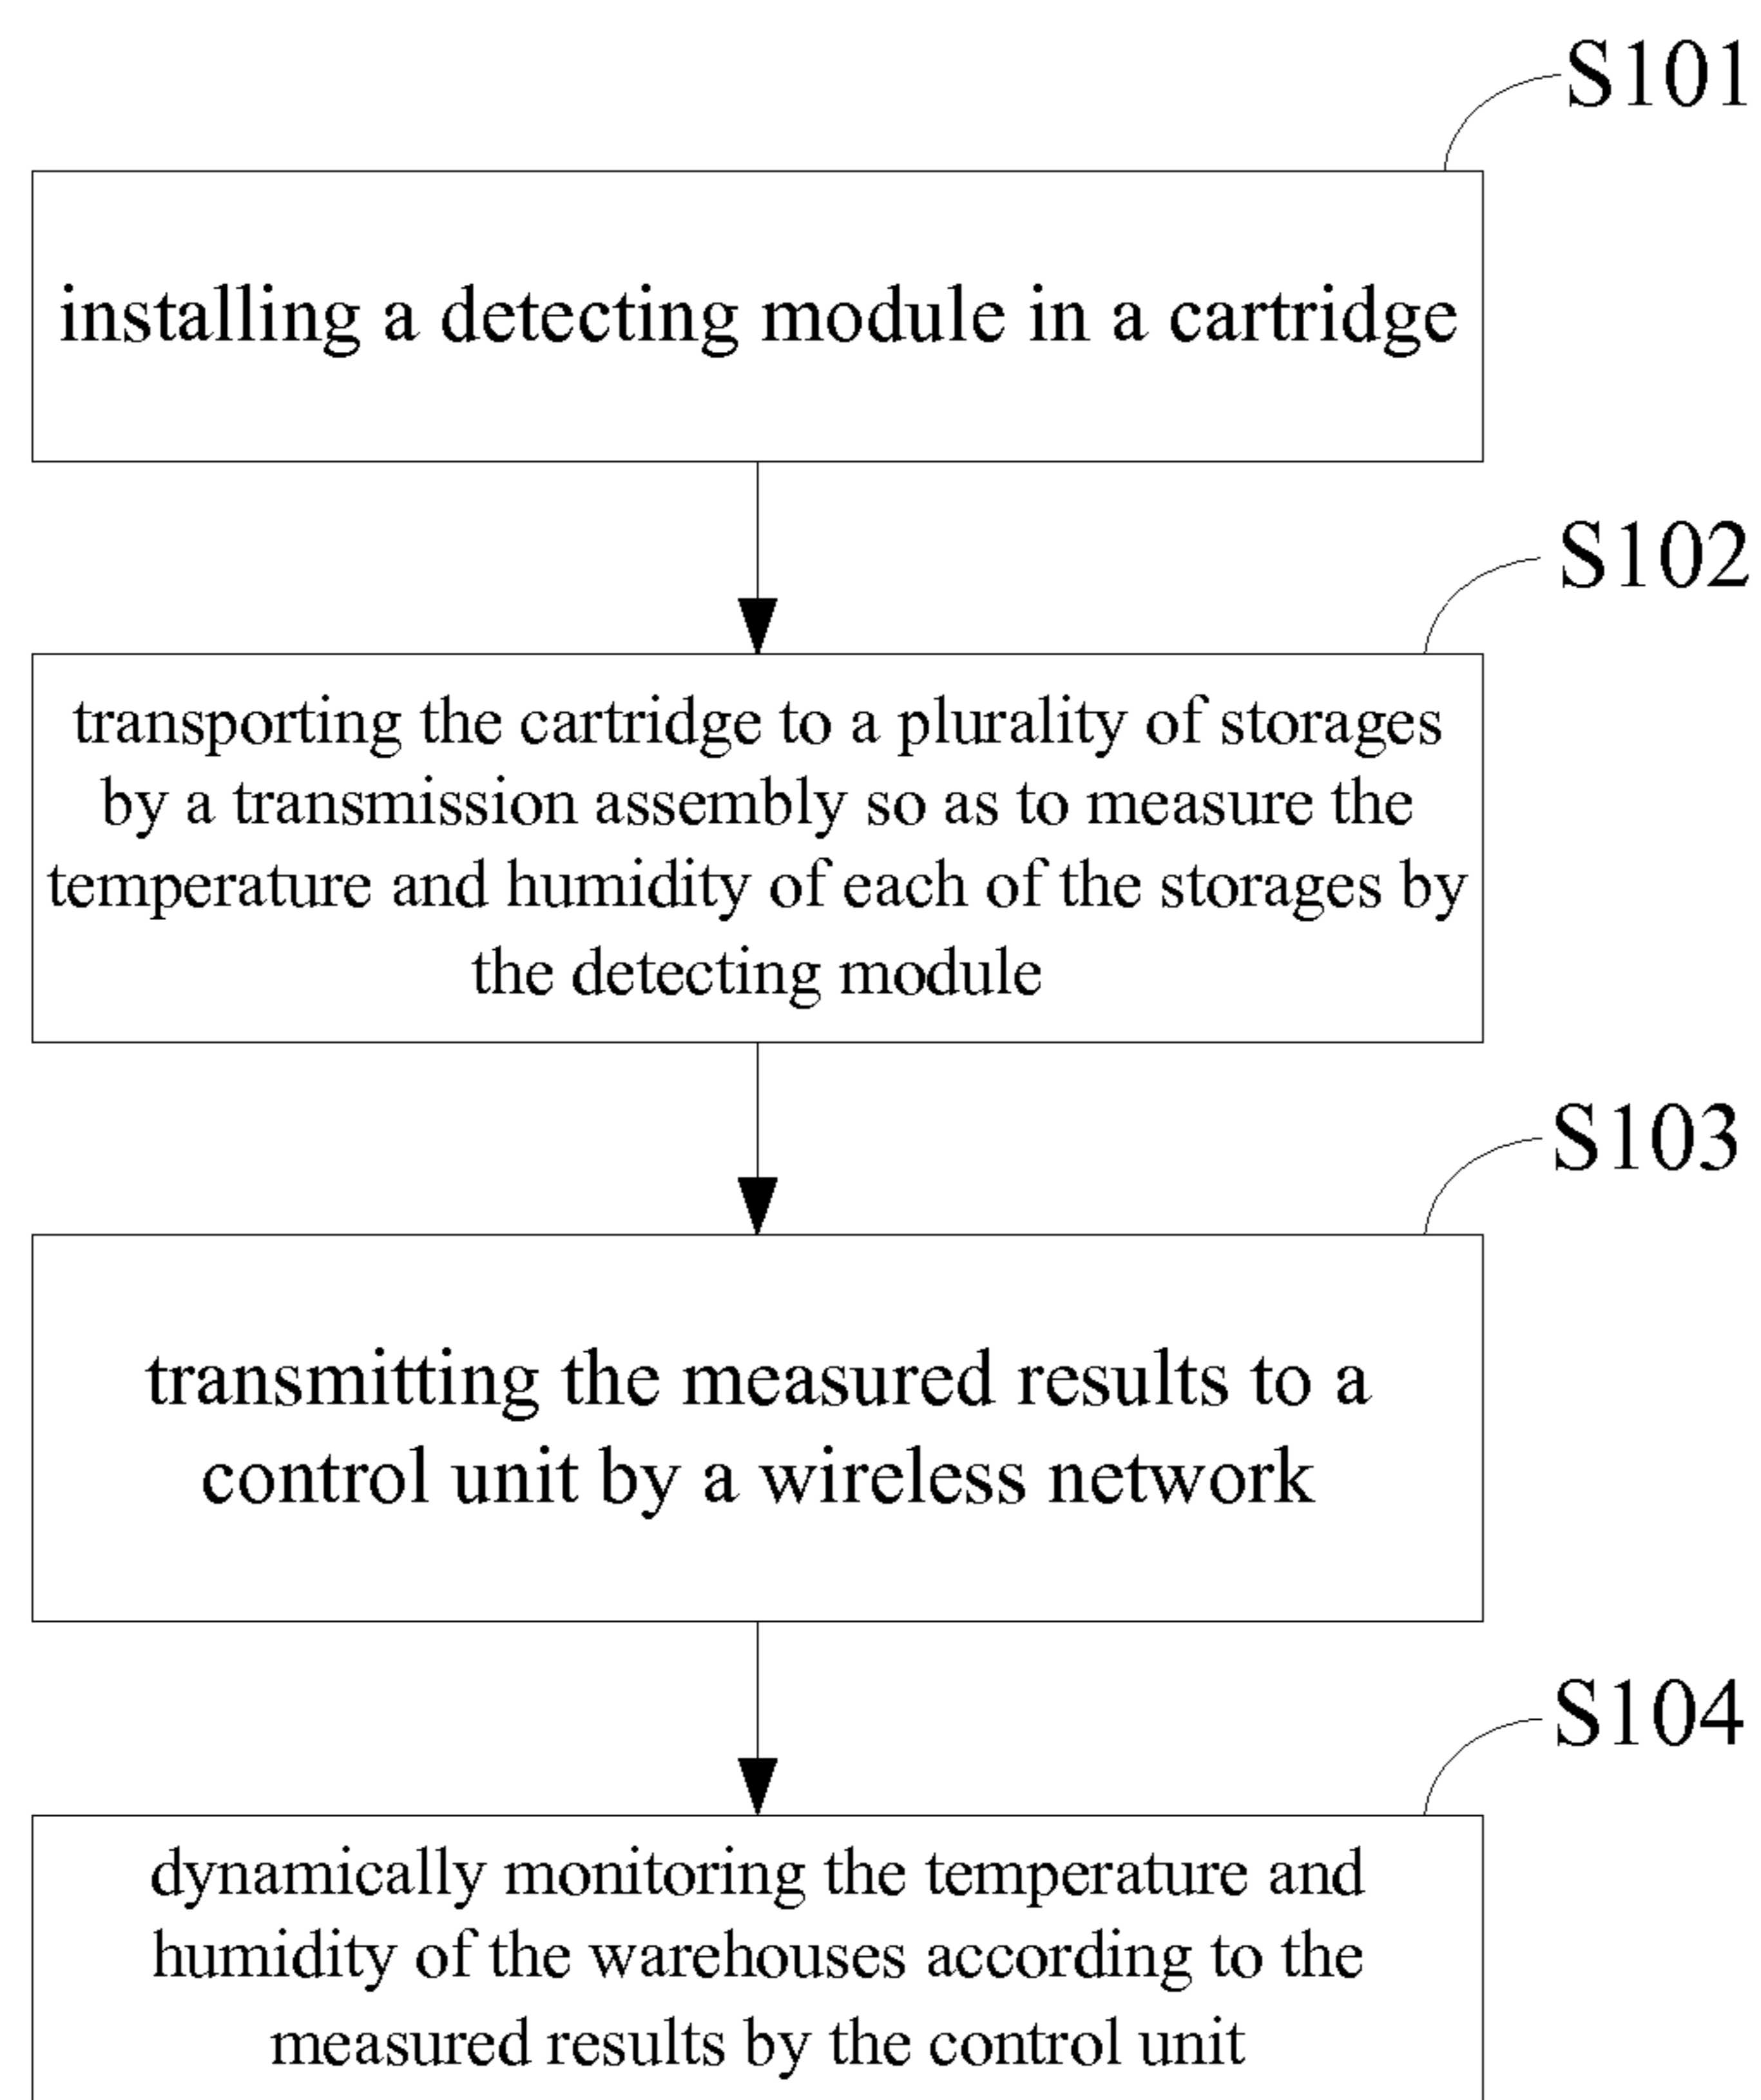 S101
installing a detecting module in a cartridge
S102
transporting the cartridge to a plurality of storages
by a transmission assembly so as to measure the
temperature and humidity of each of the storages by
the detecting module
S103
transmitting the measured results to a
control unit by a wireless network
S104
dynamically monitoring the temperature and
humidity of the warehouses according to the
measured results by the control unit